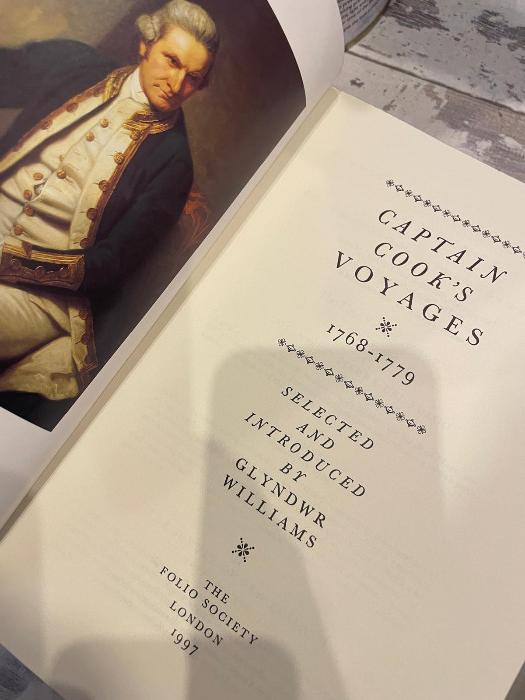 CAPTAIN
COOK'S
VOYAGES
1768-1779
SELECTED
AND
INTRODUCED
BY
GLYNDWR
WILLIAMS
THE
FOLIO SOCIETY
LONDON
1997